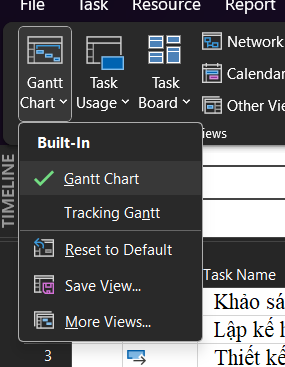 File Task Resource Report
Gantt Chart
Task Usage
Task Board
Network
Calendar
Other Vi
iews
Built-In
Gantt Chart
Tracking Gantt
Reset to Default
Save View...
More Views...
TIMELINE
Task Name
Khảo sá
Lập kế h
3 Thiết kế